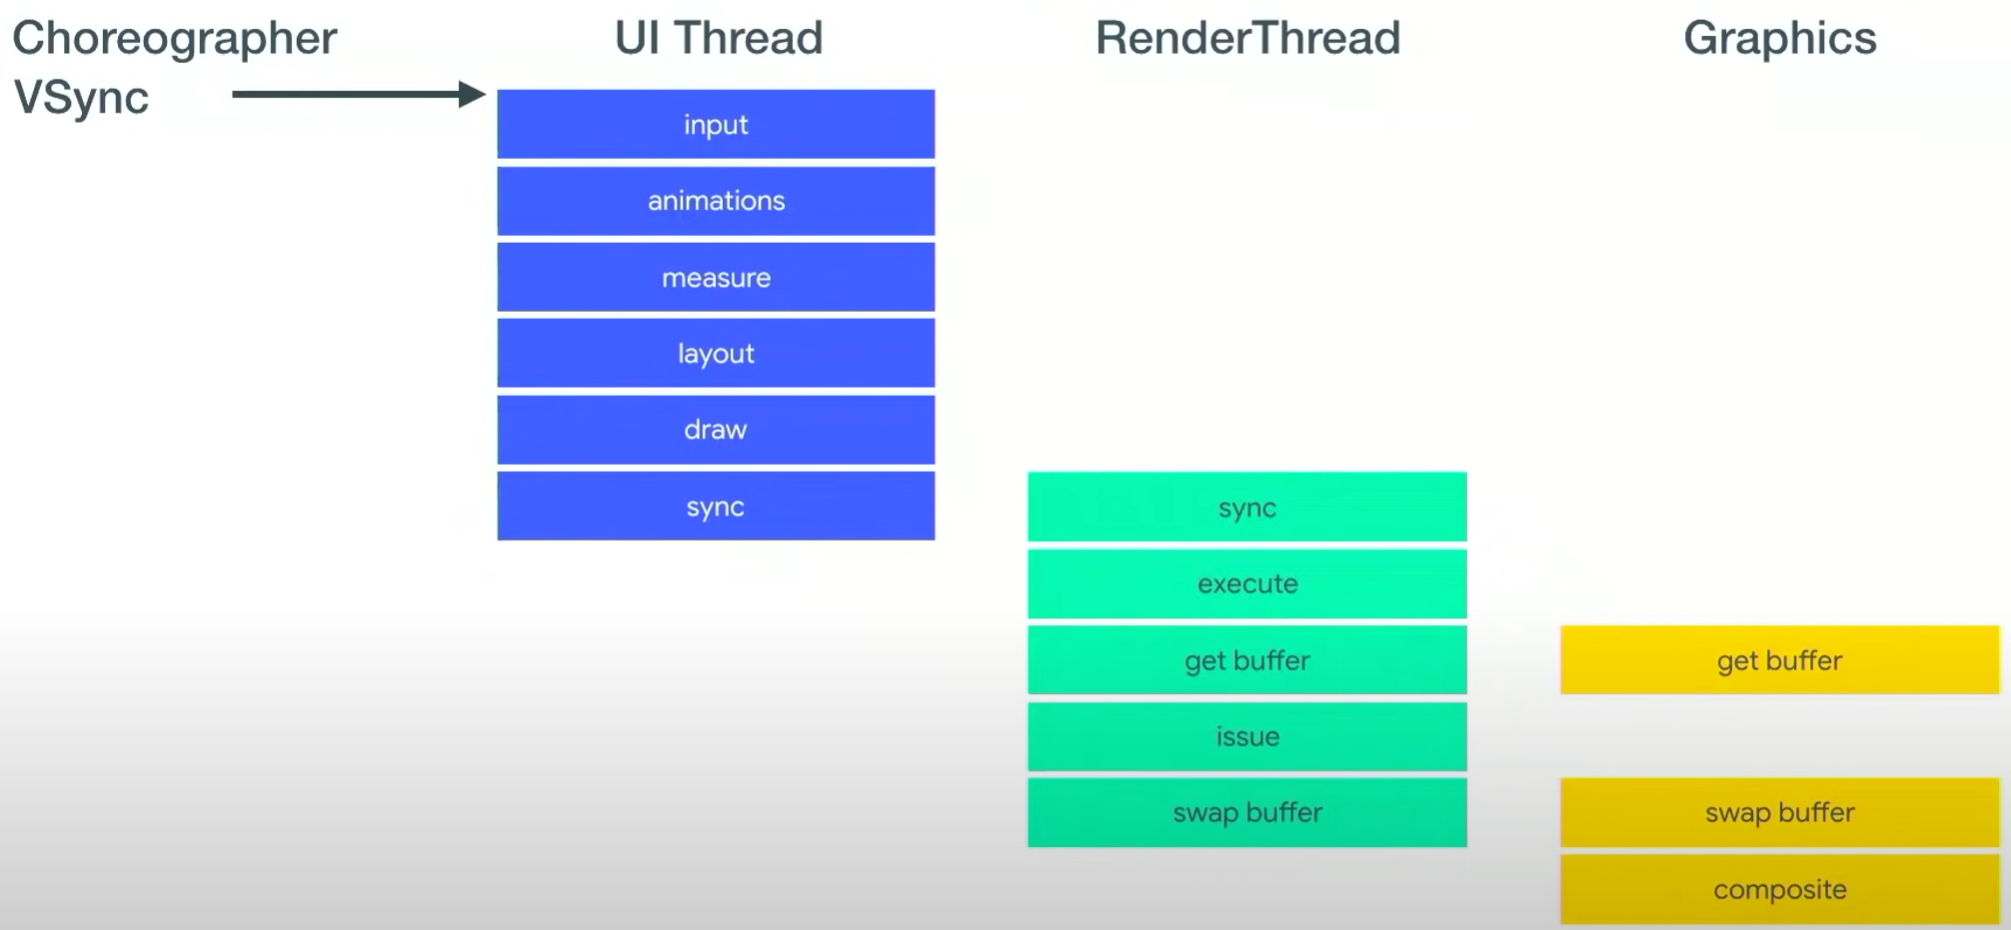 Choreographer
VSync
UI Thread
input
animations
measure
layout
draw
sync
RenderThread
sync
execute
get buffer
issue
swap buffer
Graphics
get buffer
swap buffer
composite